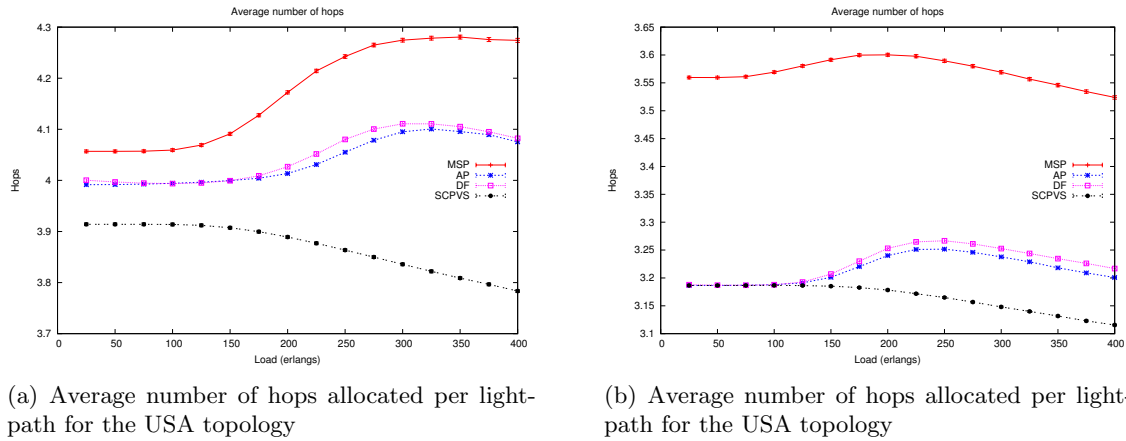 Average number of hops
4.3
4.2
4.1
4
3.9
3.8
3.7
Hops
MSP
AP
DF
SCPVS
0 50 100 150 200 250 300 350 400
Load (erlangs)
(a) Average number of hops allocated per light-
path for the USA topology
Average number of hops
3.65
3.6
3.55
3.5
3.45
3.4
3.35
3.3
3.25
3.2
3.15
3.1
Hops
MSP
AP
DF
SCPVS
0 50 100 150 200 250 300 350 400
Load (erlangs)
(b) Average number of hops allocated per light-
path for the USA topology